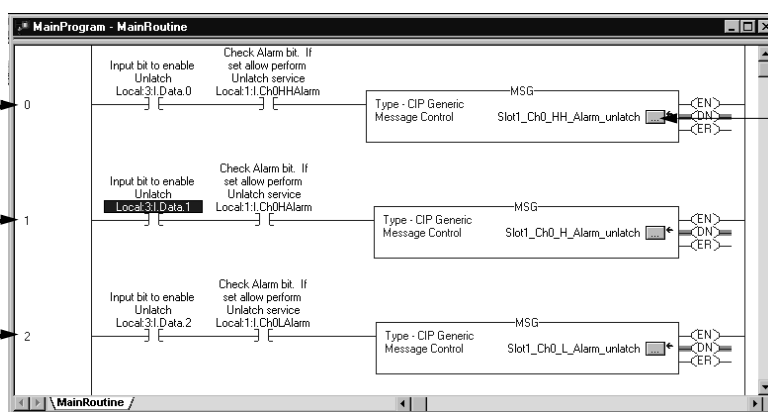 MainProgram - MainRoutine
0
Input bit to enable
Unlatch
Local:3:I.Data.0
Check Alarm bit. If
set allow perform
Unlatch service
Local:1:I.Ch0HHAlarm
MSG
Type - CIP Generic
Message Control Slot1_Ch0_HH_Alarm_unlatch ...
EN
DN
ER
1
Input bit to enable
Unlatch
Local:3:I.Data.1
Check Alarm bit. If
set allow perform
Unlatch service
Local:1:I.Ch0HAlarm
MSG
Type - CIP Generic
Message Control Slot1_Ch0_H_Alarm_unlatch ...
EN
DN
ER
2
Input bit to enable
Unlatch
Local:3:I.Data.2
Check Alarm bit. If
set allow perform
Unlatch service
Local:1:I.Ch0LAlarm
MSG
Type - CIP Generic
Message Control Slot1_Ch0_L_Alarm_unlatch ...
EN
DN
ER
MainRoutine